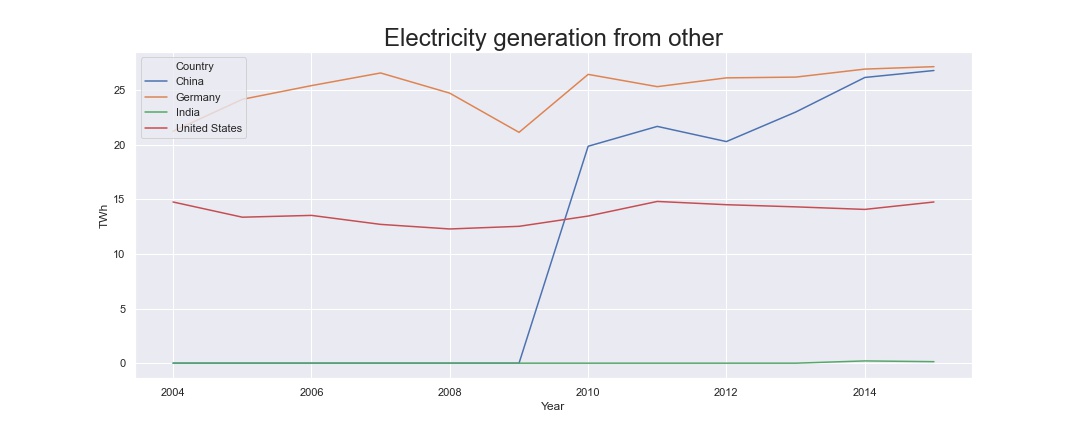 Electricity generation from other
Country
China
Germany
India
United States
TWh
25
20
15
10
5
0
2004
2006
2008
2010
2012
2014
Year